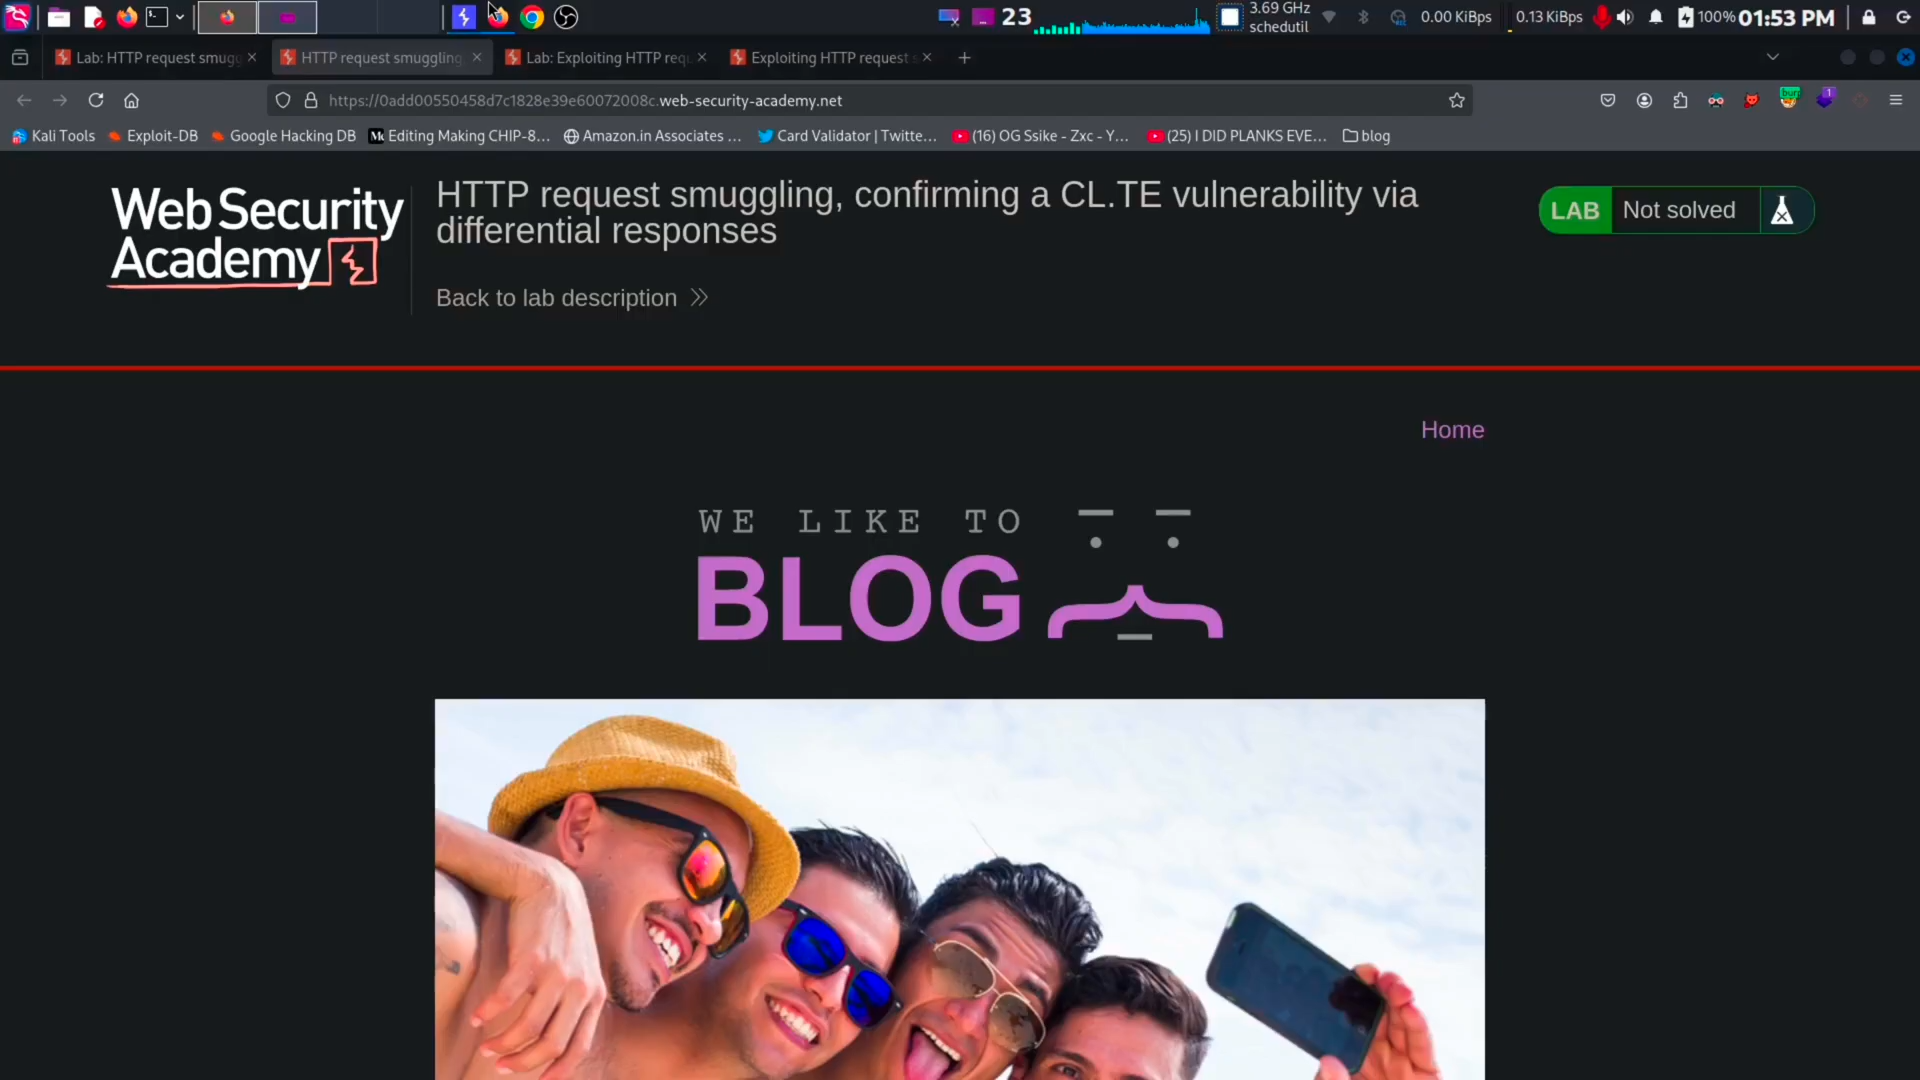 23
3.69 GHz
schedutil
0.00 KiBps
0.13 KiBps
100%
01:53 PM
Lab: HTTP request smugg
HTTP request smuggling,
Lab: Exploiting HTTP requ
Exploiting HTTP request s
https://0add00550458d7c1828e39e60072008c.web-security-academy.net
burp
1
Kali Tools
Exploit-DB
Google Hacking DB
Editing Making CHIP-8...
Amazon.in Associates ...
Card Validator | Twitte...
(16) OG Ssike - Zxc - Y...
(25) I DID PLANKS EVE...
blog
Web Security
Academy
HTTP request smuggling, confirming a CL.TE vulnerability via
differential responses
Back to lab description
LAB
Not solved
Home
WE LIKE TO
BLOG